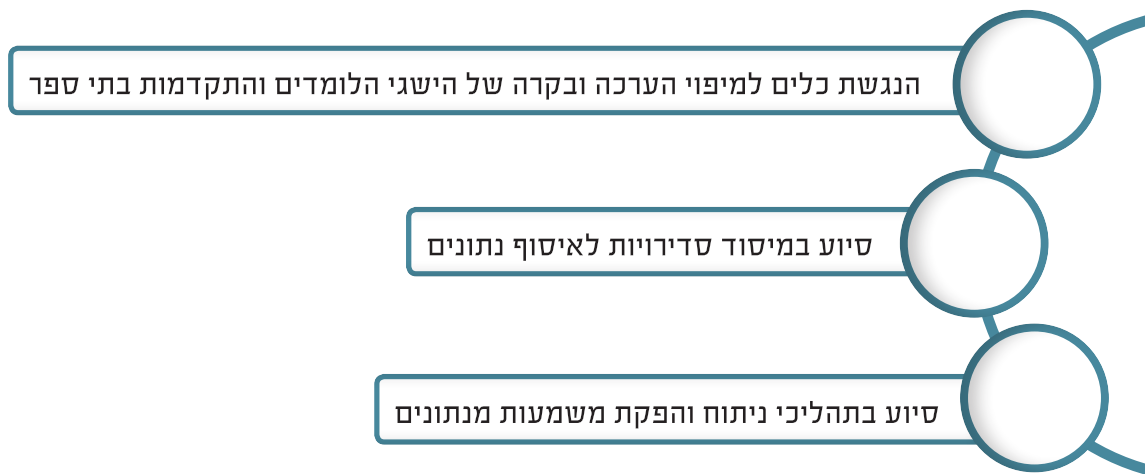 הנגשת כלים למיפוי הערכה ובקרה של הישגי הלומדים והתקדמות בתי ספר
סיוע במיסוד סדירויות לאיסוף נתונים
סיוע בתהליכי ניתוח והפקת משמעות מנתונים